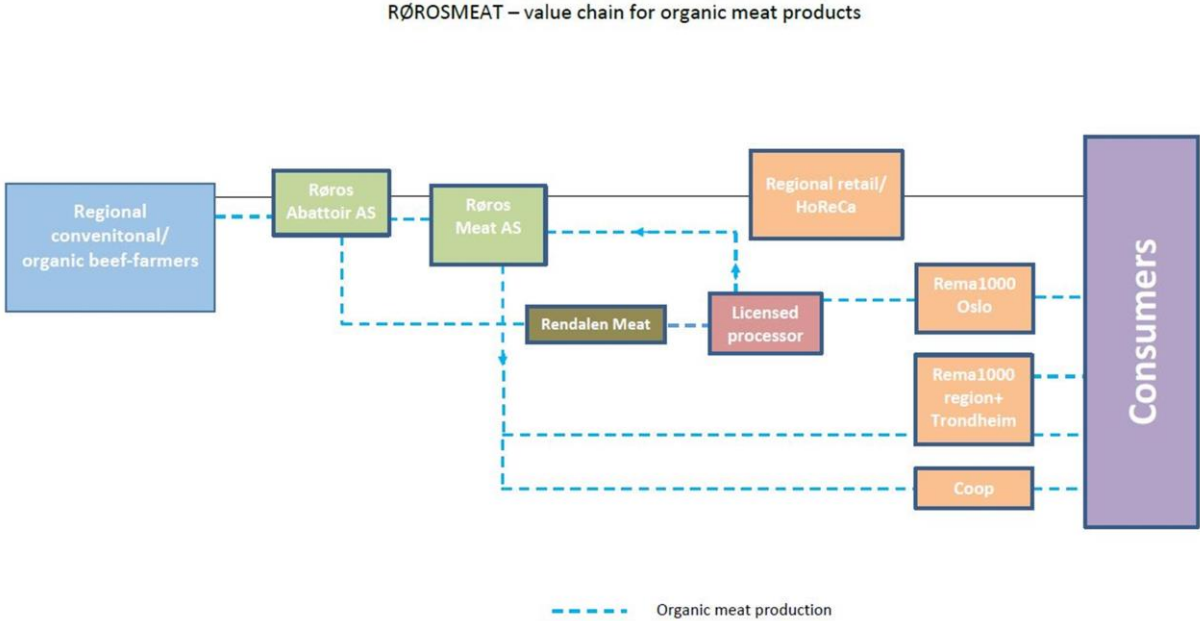 RØROSMEAT – value chain for organic meat products
Regional
convenitonal/
organic beef-farmers
Røros
Abattoir AS
Røros
Meat AS
Regional retail/
HoReCa
Rendalen Meat
Licensed
processor
Rema1000
Oslo
Rema1000
region+
Trondheim
Coop
Consumers
Organic meat production